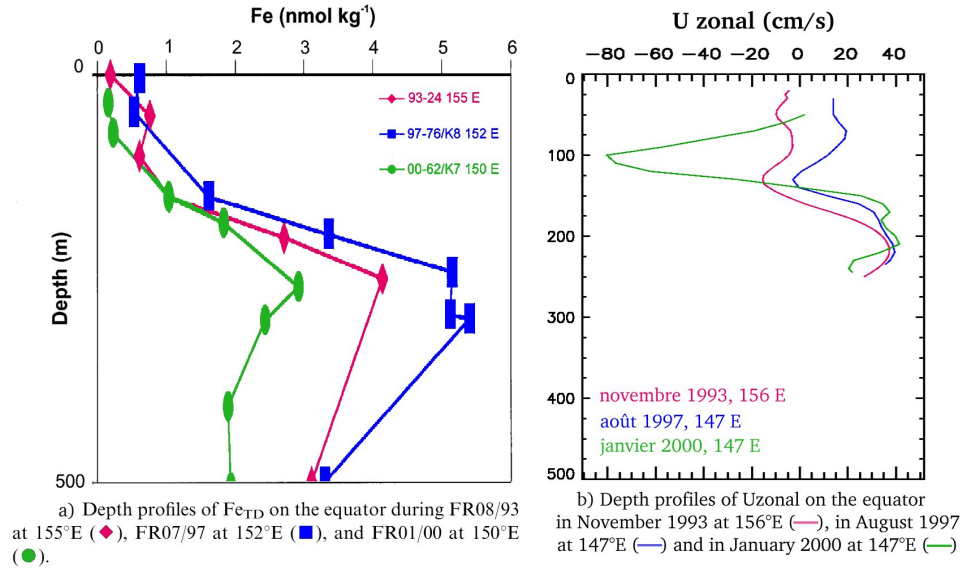 Fe (nmol kg⁻¹)
0 1 2 3 4 5 6
0
500
Depth (m)
93-24 155 E
97-76/K8 152 E
00-62/K7 150 E
a) Depth profiles of FeTD on the equator during FR08/93
at 155°E (♦), FR07/97 at 152°E (■), and FR01/00 at 150°E
(●).
U zonal (cm/s)
−80 −60 −40 −20 0 20 40
0
100
200
300
400
500
novembre 1993, 156 E
août 1997, 147 E
janvier 2000, 147 E
b) Depth profiles of Uzonal on the equator
in November 1993 at 156°E (—), in August 1997
at 147°E (—) and in January 2000 at 147°E (—)